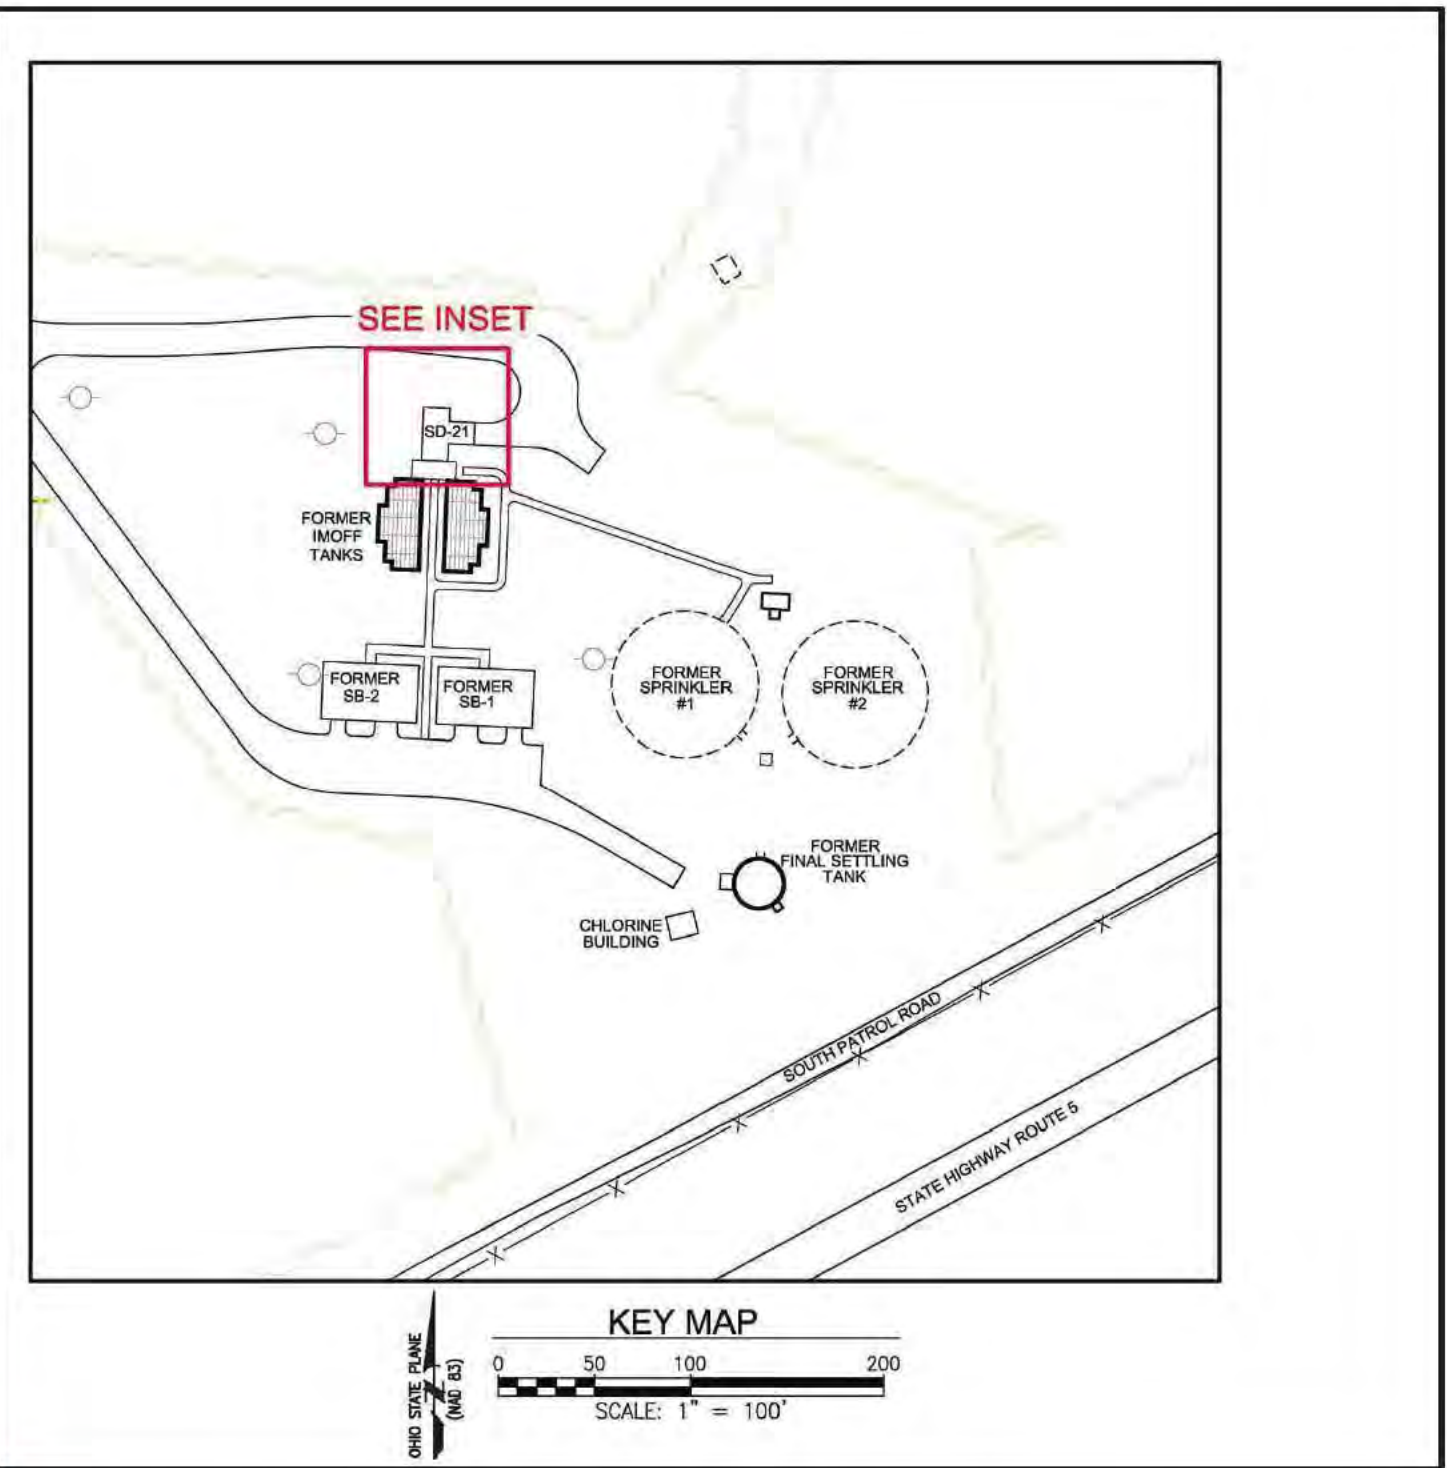 SEE INSET
SD-21
FORMER
IMOFF
TANKS
FORMER
SB-2
FORMER
SB-1
FORMER
SPRINKLER
#1
FORMER
SPRINKLER
#2
FORMER
FINAL SETTLING
TANK
CHLORINE
BUILDING
SOUTH PATROL ROAD
STATE HIGHWAY ROUTE 5
OHIO STATE PLANE
(NAD 83)
KEY MAP
0 50 100 200
SCALE: 1" = 100'